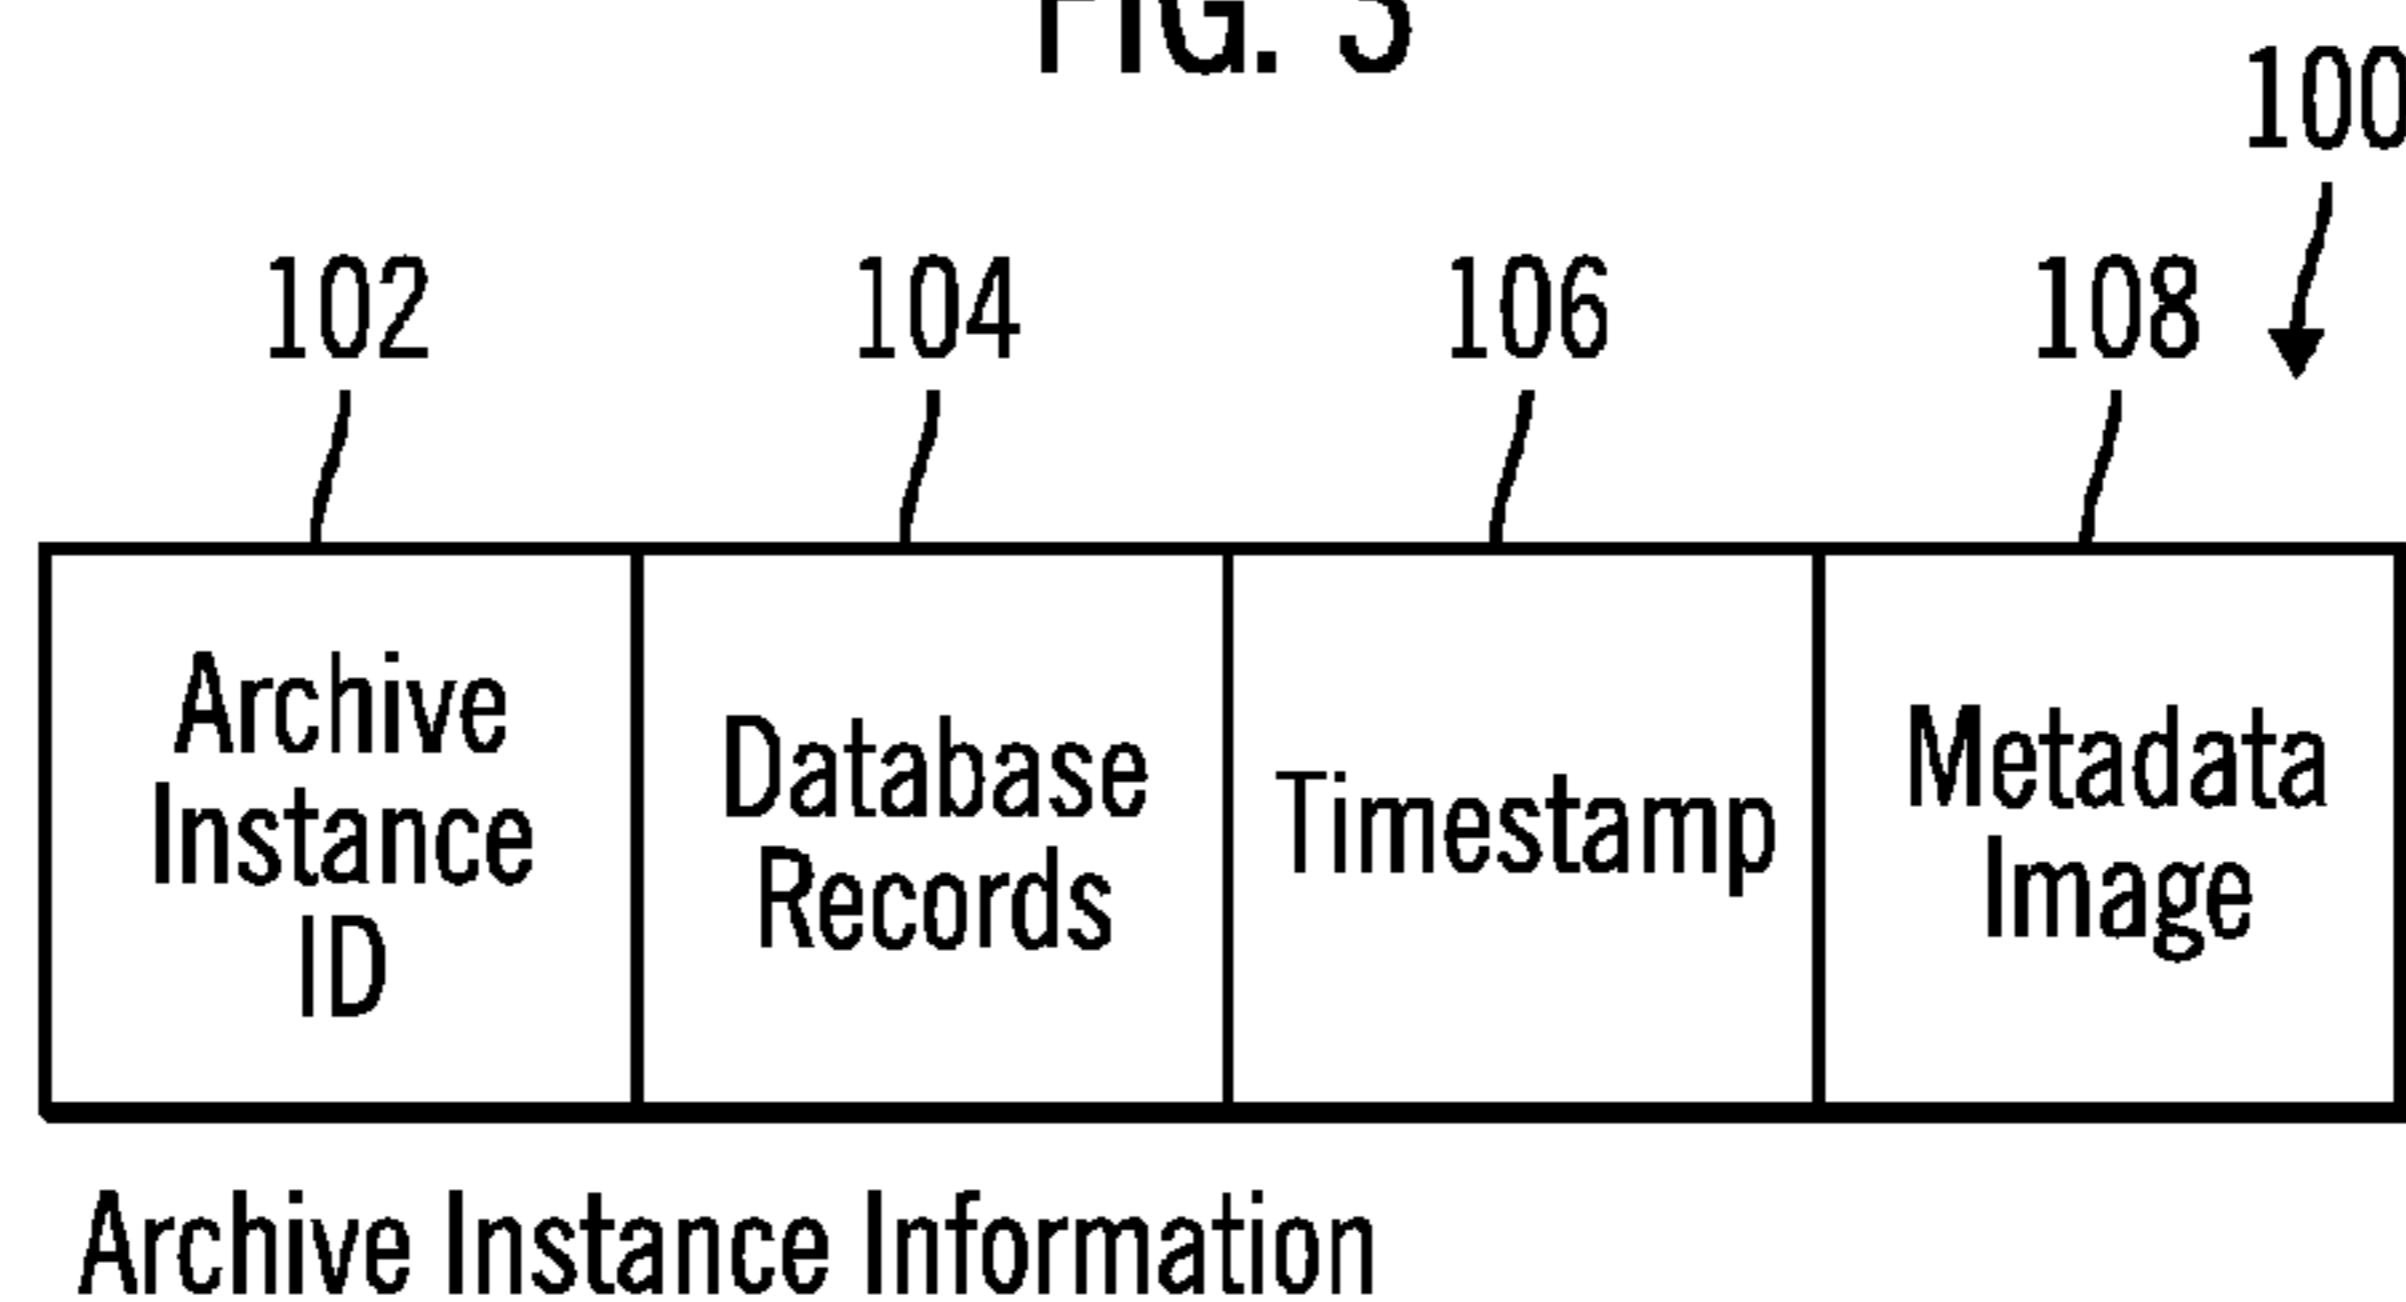 FIG. 3
100
102 104 106 108
Archive
Instance
ID
Database
Records
Timestamp
Metadata
Image
Archive Instance Information